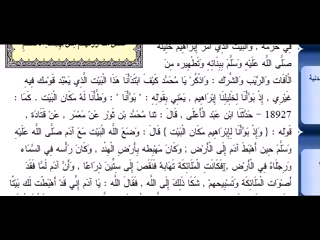 في حرمه ، والبيت الذي أمر إبراهيم خليله
صلى الله عليه وسلم ببنائه وتطهيره من
الآفات والريب والشرك : واذكر يا محمد كيف ابتدأنا هذا البيت الذي يعبد قومك فيه
غيري ، إذ بوأنا لخليلنا إبراهيم ، يعني بقوله : " بوأنا " : وطأنا له مكان البيت . كما :
18927 - حدثنا ابن عبد الأعلى ، قال : ثنا محمد بن ثور عن معمر ، عن قتادة ،
قوله : { وإذ بوأنا لإبراهيم مكان البيت } قال : وضع الله البيت مع آدم صلى الله عليه
وسلم حين أهبط آدم إلى الأرض ; وكان مهبطه بأرض الهند ، وكان رأسه في السماء
ورجلاه في الأرض ، فكانت الملائكة تهابه فنقص إلى ستين ذراعا ، وأن آدم لما فقد
أصوات الملائكة وتسبيحهم ، شكا ذلك إلى الله ، فقال الله : يا آدم إني قد أهبطت لك بيتا